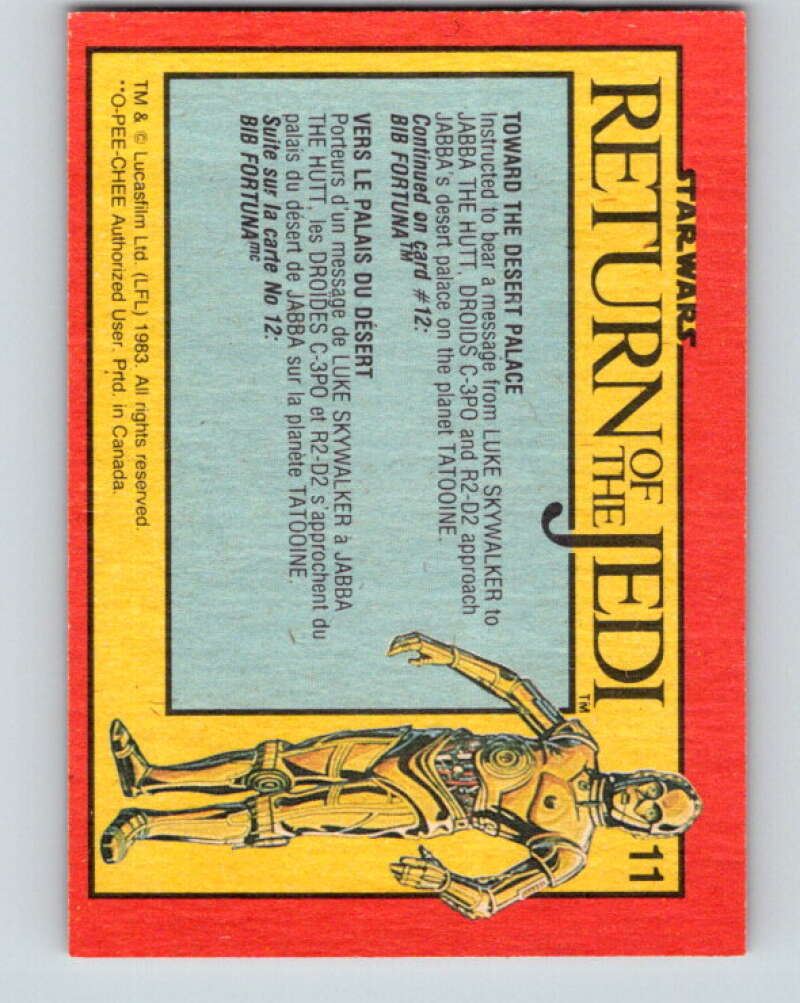 STAR WARS
RETURN OF THE JEDI™
11
TOWARD THE DESERT PALACE
Instructed to bear a message from LUKE SKYWALKER to
JABBA THE HUTT, DROIDS C-3PO and R2-D2 approach
JABBA's desert palace on the planet TATOOINE.
Continued on card #12:
BIB FORTUNA™
VERS LE PALAIS DU DÉSERT
Porteurs d'un message de LUKE SKYWALKER à JABBA
THE HUTT, les DROIDES C-3PO et R2-D2 s'approchent du
palais du désert de JABBA sur la planète TATOOINE.
Suite sur la carte No 12:
BIB FORTUNAmc
TM & © Lucasfilm Ltd. (LFL) 1983. All rights reserved.
**O-PEE-CHEE Authorized User. Prtd. in Canada.